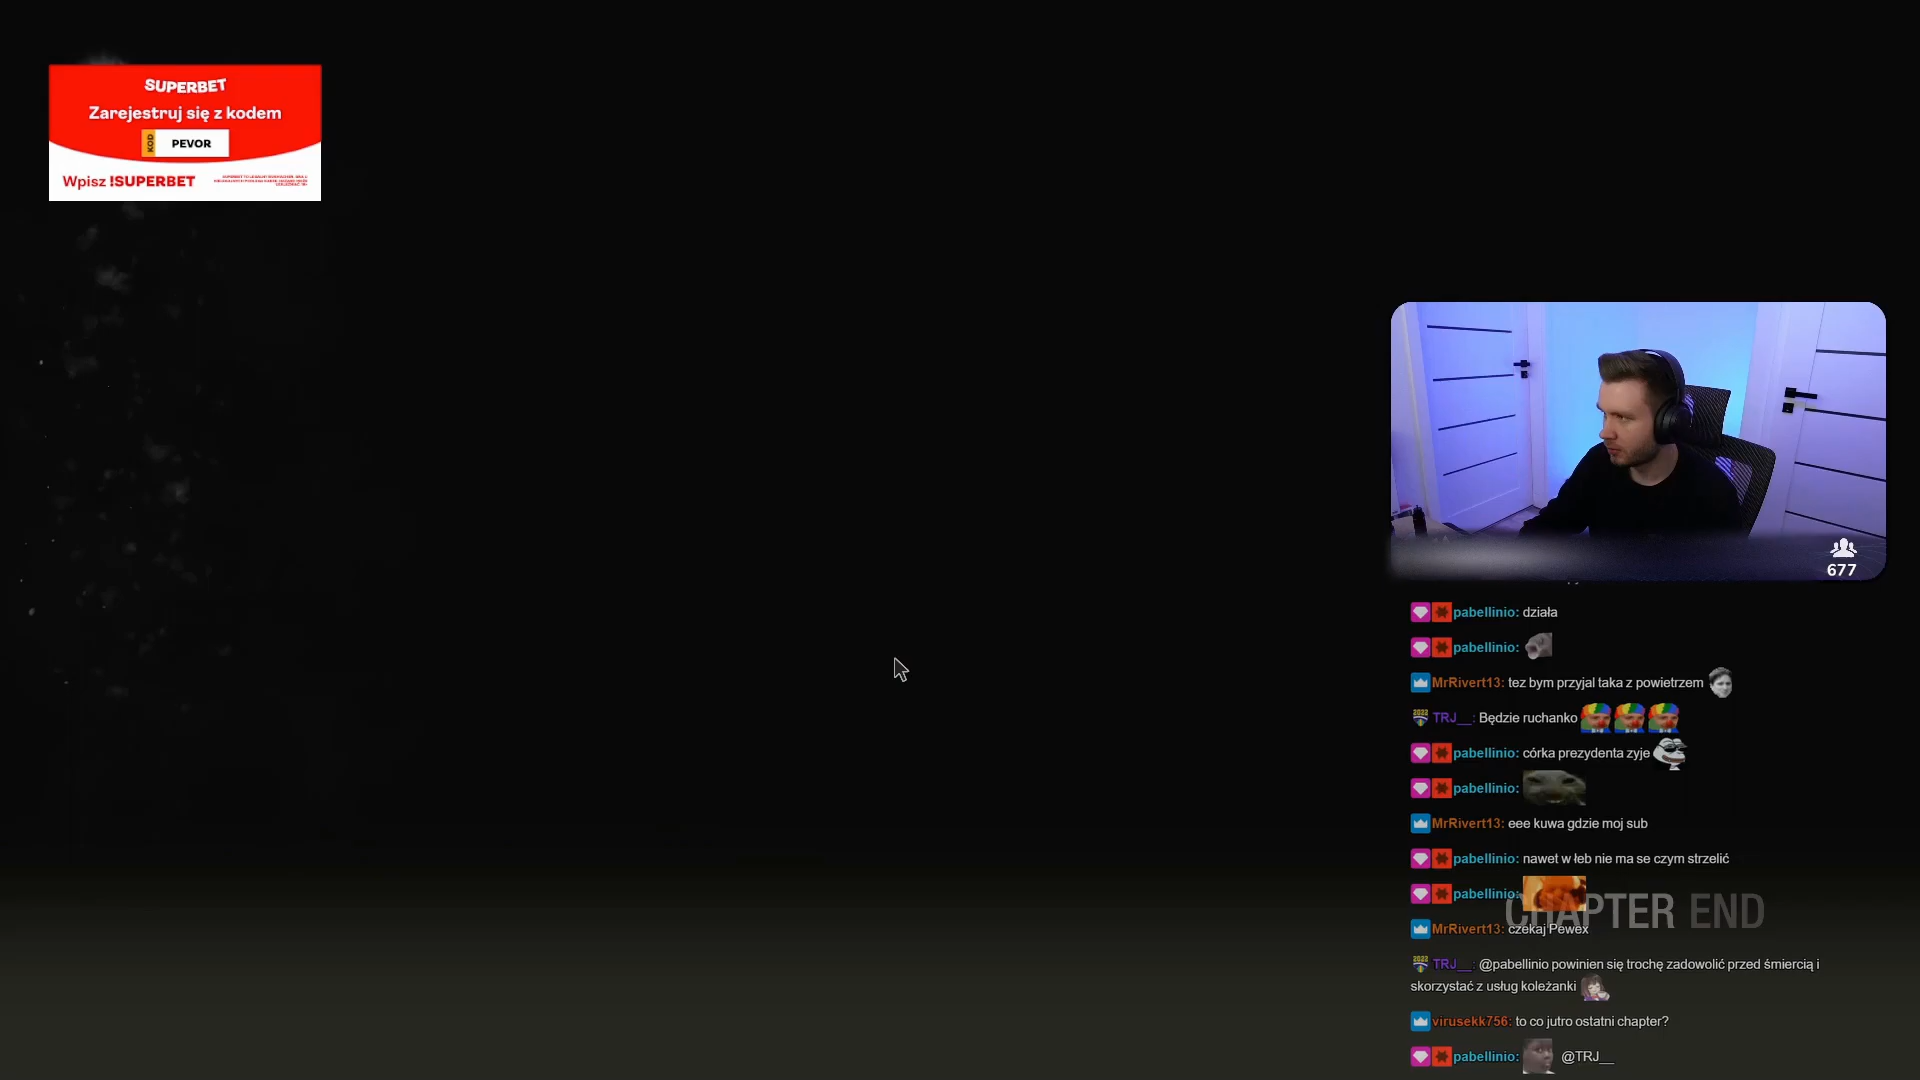 SUPERBET
Zarejestruj się z kodem
KOD PEVOR
Wpisz !SUPERBET
677
pabellinio: działa
pabellinio:
MrRivert13: tez bym przyjal taka z powietrzem
TRJ__: Będzie ruchanko
pabellinio: córka prezydenta zyje
pabellinio:
MrRivert13: eee kuwa gdzie moj sub
pabellinio: nawet w łeb nie ma se czym strzelić
pabellinio:
CHAPTER END
MrRivert13: czekaj Pewex
TRJ__: @pabellinio powinien się trochę zadowolić przed śmiercią i
skorzystać z usług koleżanki
virusekk756: to co jutro ostatni chapter?
pabellinio: @TRJ__